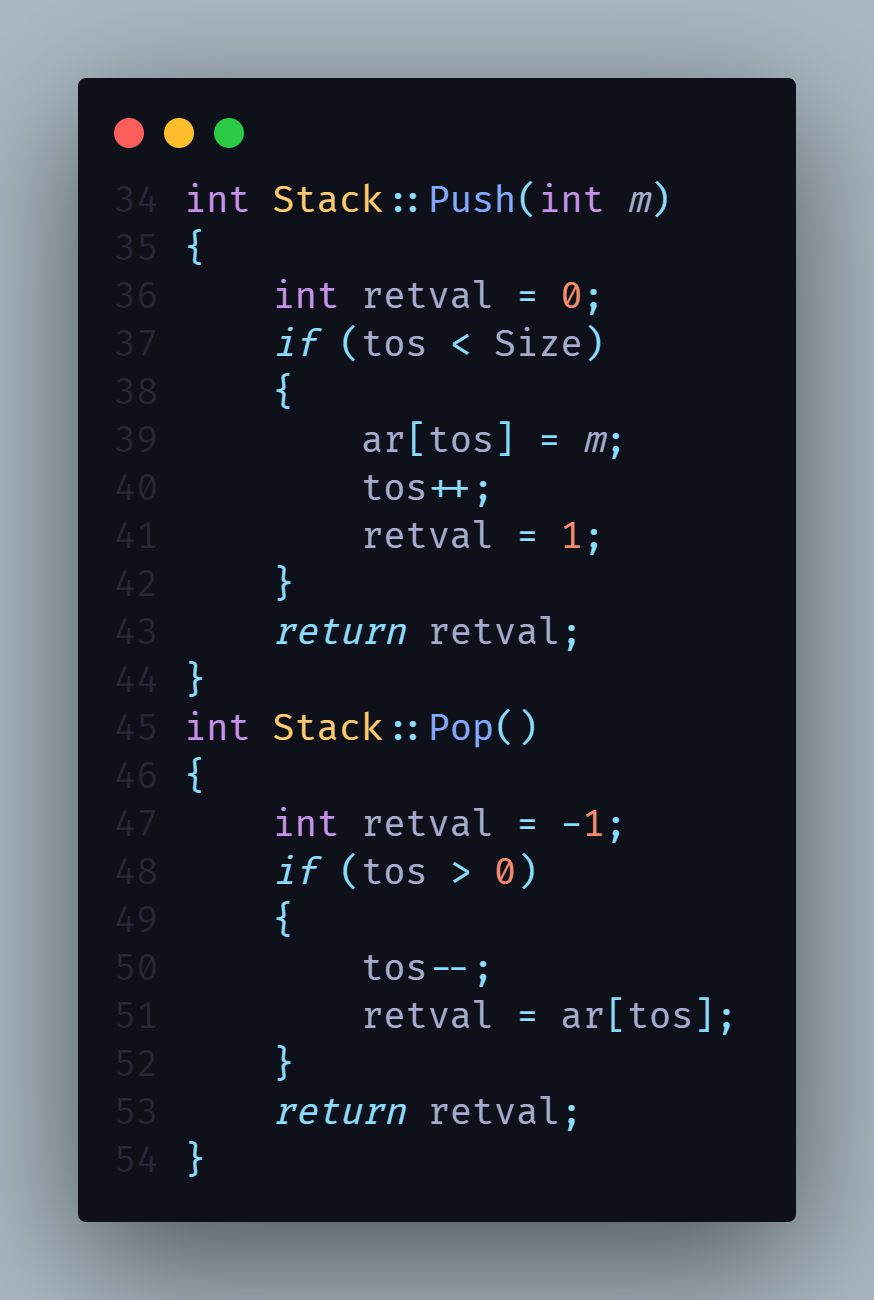 34 int Stack::Push(int m)
35 {
36     int retval = 0;
37     if (tos < Size)
38     {
39         ar[tos] = m;
40         tos++;
41         retval = 1;
42     }
43     return retval;
44 }
45 int Stack::Pop()
46 {
47     int retval = -1;
48     if (tos > 0)
49     {
50         tos--;
51         retval = ar[tos];
52     }
53     return retval;
54 }